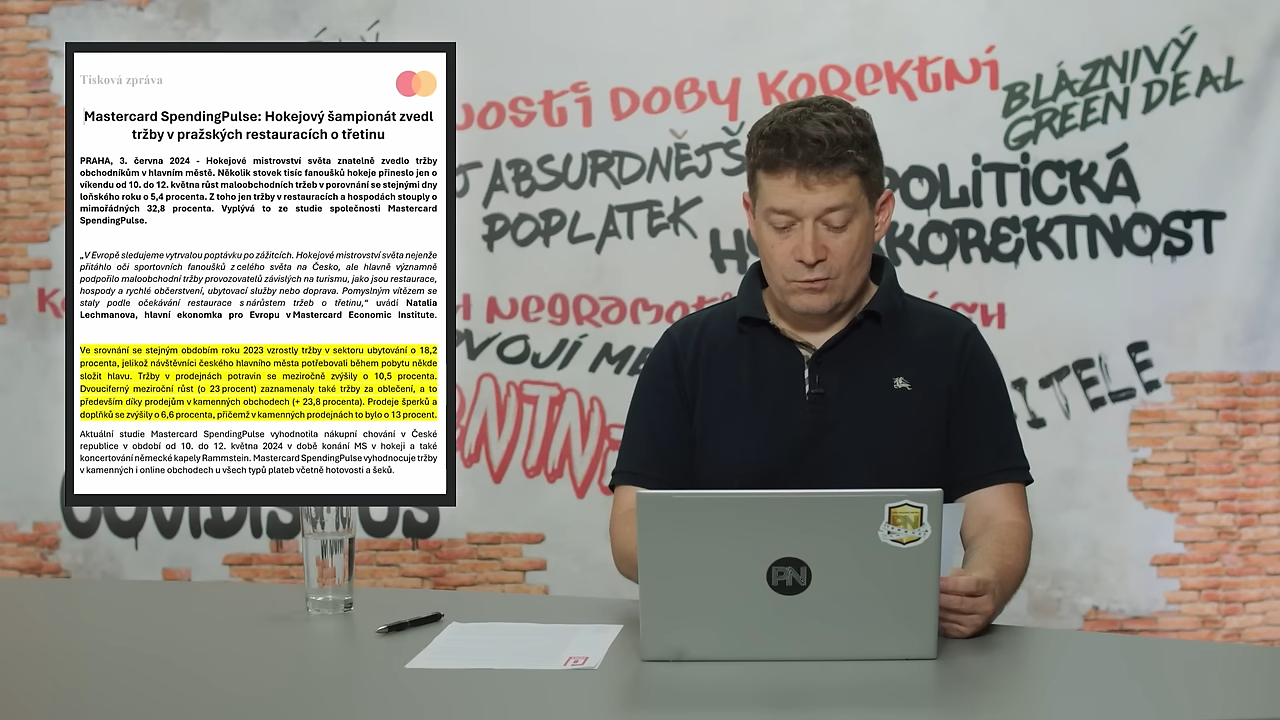 Tisková zpráva
Mastercard SpendingPulse: Hokejový šampionát zvedl
tržby v pražských restauracích o třetinu
PRAHA, 3. června 2024 - Hokejové mistrovství světa znatelně zvedlo tržby
obchodníkům v hlavním městě. Několik stovek tisíc fanoušků hokeje přineslo jen o
víkendu od 10. do 12. května růst maloobchodních tržeb v porovnání se stejnými dny
loňského roku o 5,4 procenta. Z toho jen tržby v restauracích a hospodách stouply o
mimořádných 32,8 procenta. Vyplývá to ze studie společnosti Mastercard
SpendingPulse.
„V Evropě sledujeme vytrvalou poptávku po zážitcích. Hokejové mistrovství světa nejenže
přitáhlo oči sportovních fanoušků z celého světa na Česko, ale hlavně významně
podpořilo maloobchodní tržby provozovatelů závislých na turismu, jako jsou restaurace,
hospody a rychlé občerstvení, ubytovací služby nebo doprava. Pomyslným vítězem se
staly podle očekávání restaurace s nárůstem tržeb o třetinu,“ uvádí Natalia
Lechmanova, hlavní ekonomka pro Evropu v Mastercard Economic Institute.
Ve srovnání se stejným obdobím roku 2023 vzrostly tržby v sektoru ubytování o 18,2
procenta, jelikož návštěvníci českého hlavního města potřebovali během pobytu někde
složit hlavu. Tržby v prodejnách potravin se meziročně zvýšily o 10,5 procenta.
Dvouciferný meziroční růst (o 23 procent) zaznamenaly také tržby za oblečení, a to
především díky prodejům v kamenných obchodech (+ 23,8 procenta). Prodeje šperků a
doplňků se zvýšily o 6,6 procenta, přičemž v kamenných prodejnách to bylo o 13 procent.
Aktuální studie Mastercard SpendingPulse vyhodnotila nákupní chování v České
republice v období od 10. do 12. května 2024 v době konání MS v hokeji a také
koncertování německé kapely Rammstein. Mastercard SpendingPulse vyhodnocuje tržby
v kamenných i online obchodech u všech typů plateb včetně hotovosti a šeků.
DOBY KOREKTNÍ
BLÁZNIVÝ
GREEN DEAL
POPLATEK
POLITICKÁ
KOREKTNOST
PN
PN